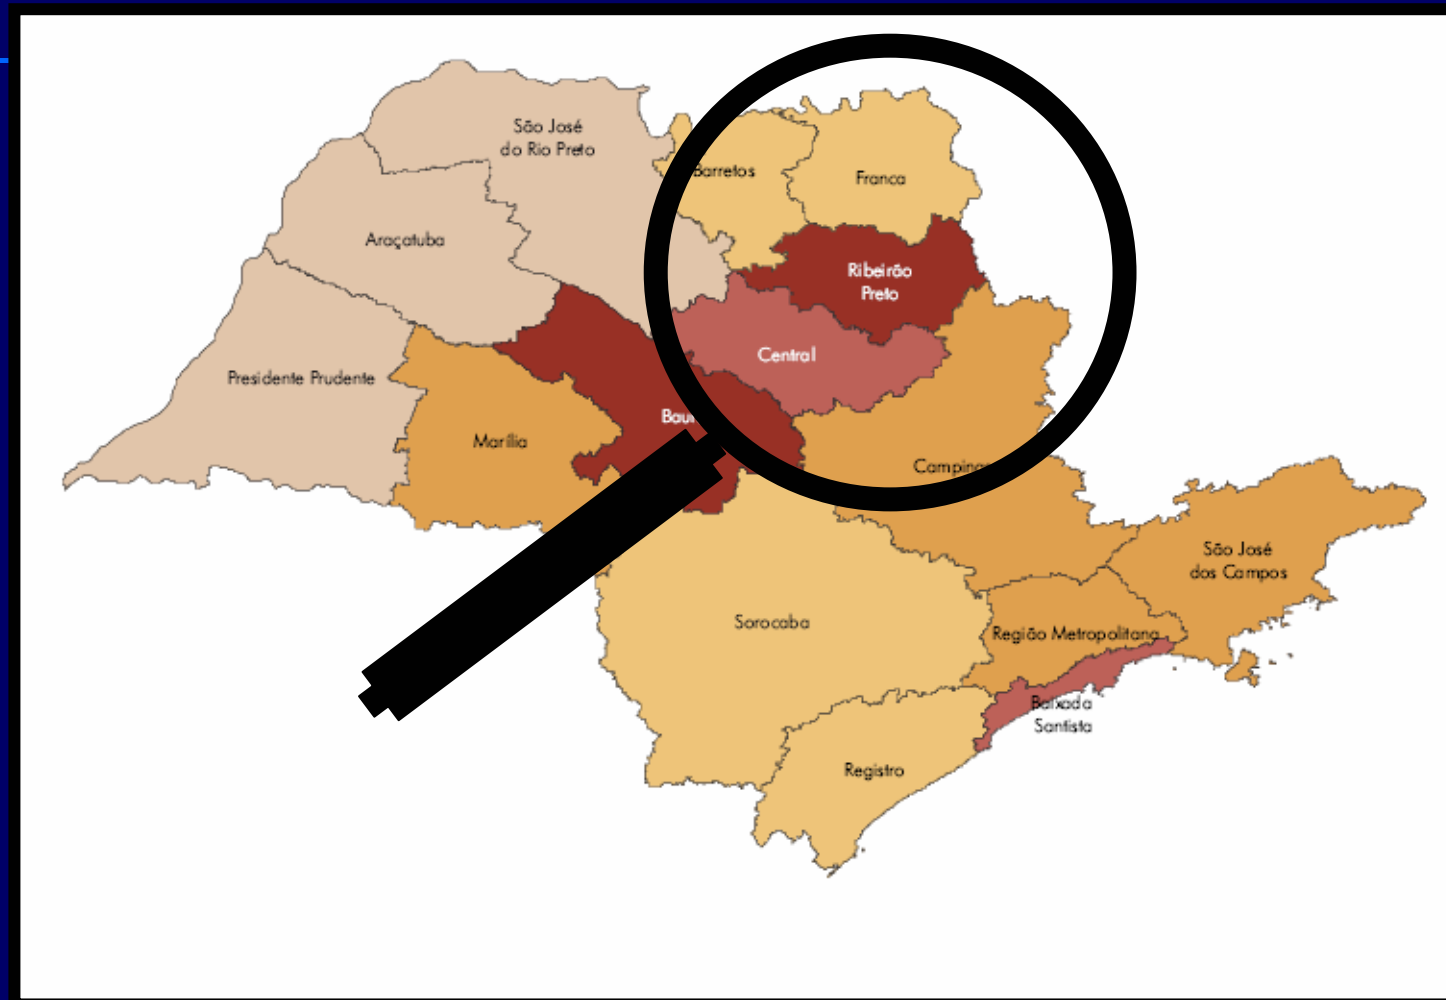 São José
do Rio Preto
Barretos
Franca
Araçatuba
Ribeirão
Preto
Central
Presidente Prudente
Marília
Campinas
São José
dos Campos
Sorocaba
Região Metropolitana
Baixada
Santista
Registro